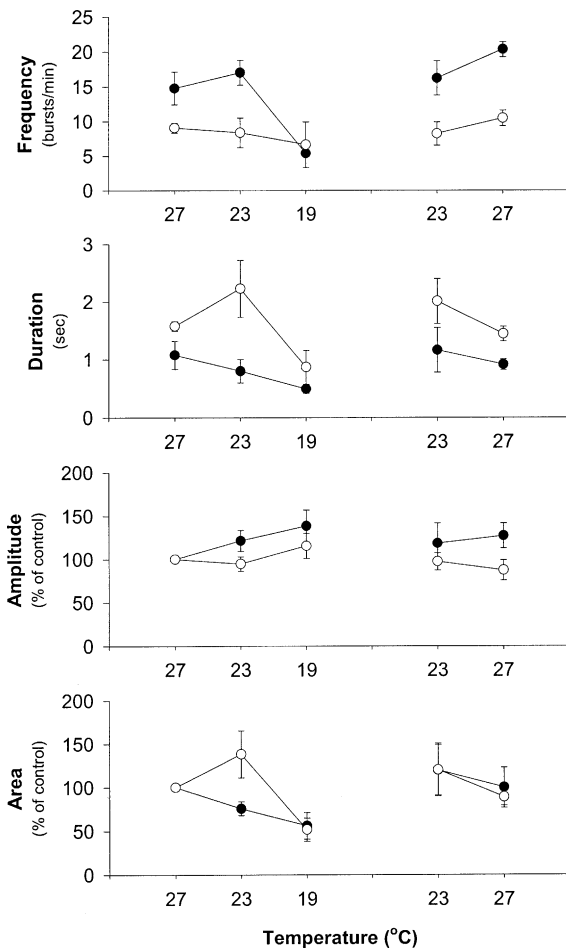 Frequency
(bursts/min)
25
20
15
10
5
0
27 23 19 23 27
Duration
(sec)
3
2
1
0
27 23 19 23 27
Amplitude
(% of control)
200
150
100
50
0
27 23 19 23 27
Area
(% of control)
200
150
100
50
0
27 23 19 23 27
Temperature (°C)